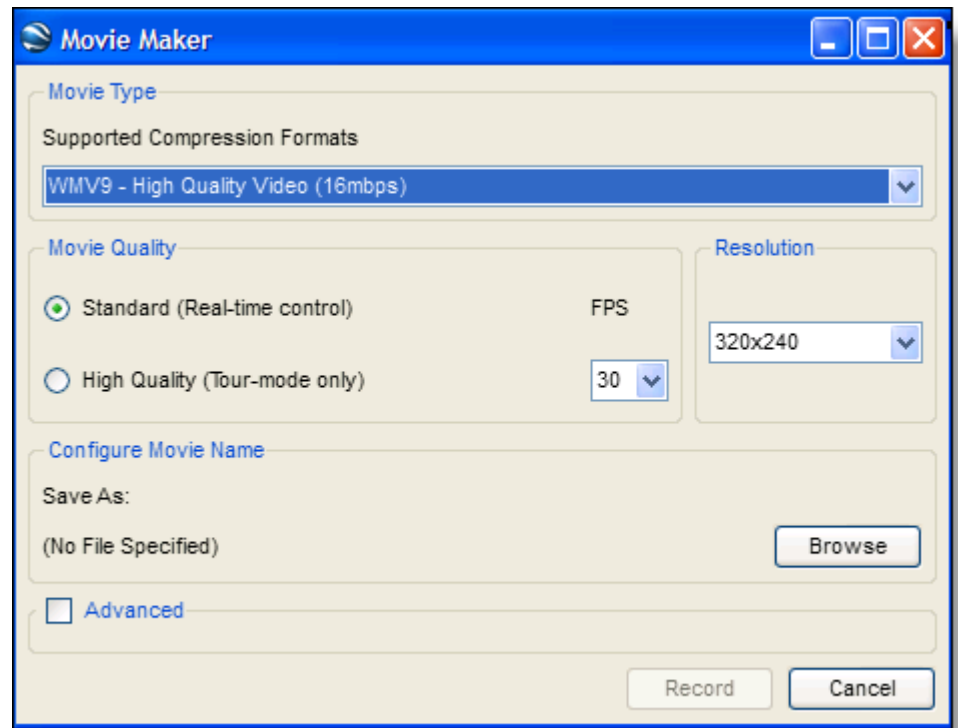 Movie Maker
Movie Type
Supported Compression Formats
WMV9 - High Quality Video (16mbps)
Movie Quality
Resolution
Standard (Real-time control)
FPS
320x240
High Quality (Tour-mode only)
30
Configure Movie Name
Save As:
(No File Specified)
Browse
Advanced
Record
Cancel